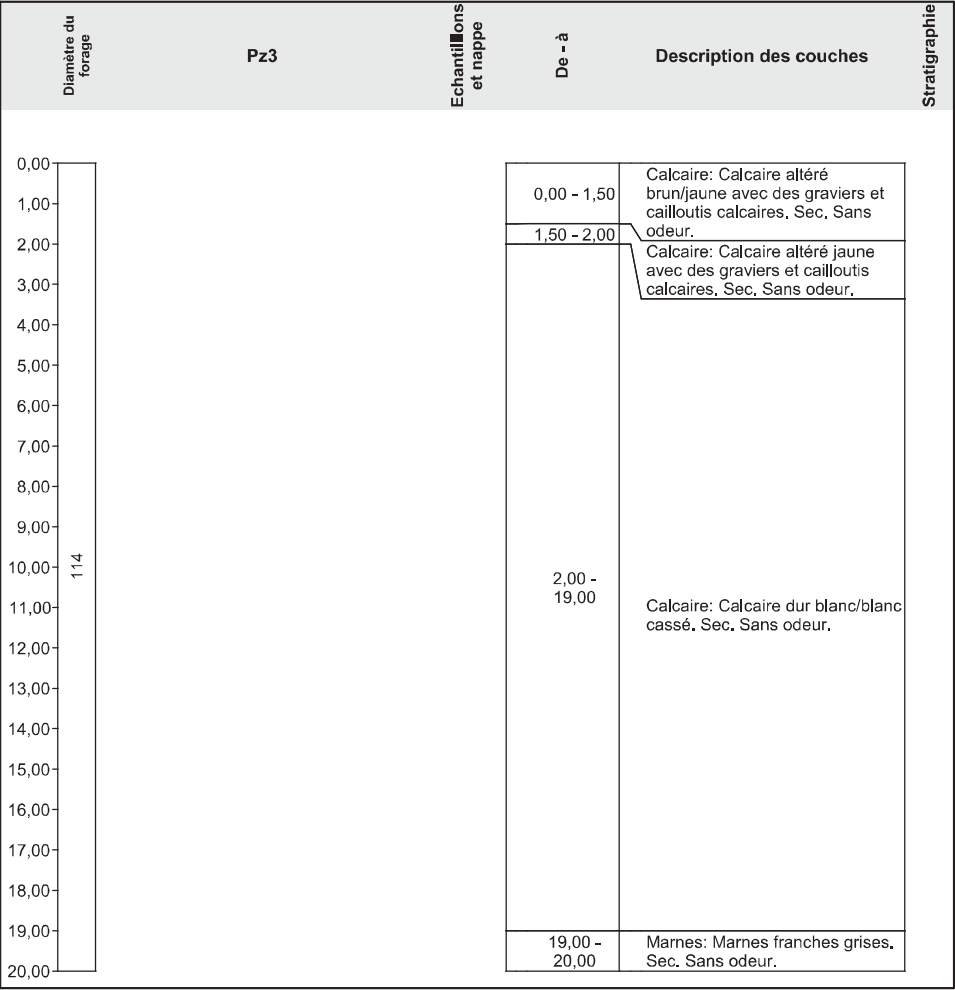 Diamètre du
forage
Pz3
Echantillons
et nappe
De - à
Description des couches
Stratigraphie
0,00
1,00
2,00
3,00
4,00
5,00
6,00
7,00
8,00
9,00
10,00
11,00
12,00
13,00
14,00
15,00
16,00
17,00
18,00
19,00
20,00
114
0,00 - 1,50
Calcaire: Calcaire altéré
brun/jaune avec des graviers et
cailloutis calcaires. Sec. Sans
odeur.
1,50 - 2,00
Calcaire: Calcaire altéré jaune
avec des graviers et cailloutis
calcaires. Sec. Sans odeur.
2,00 -
19,00
Calcaire: Calcaire dur blanc/blanc
cassé. Sec. Sans odeur.
19,00 -
20,00
Marnes: Marnes franches grises.
Sec. Sans odeur.